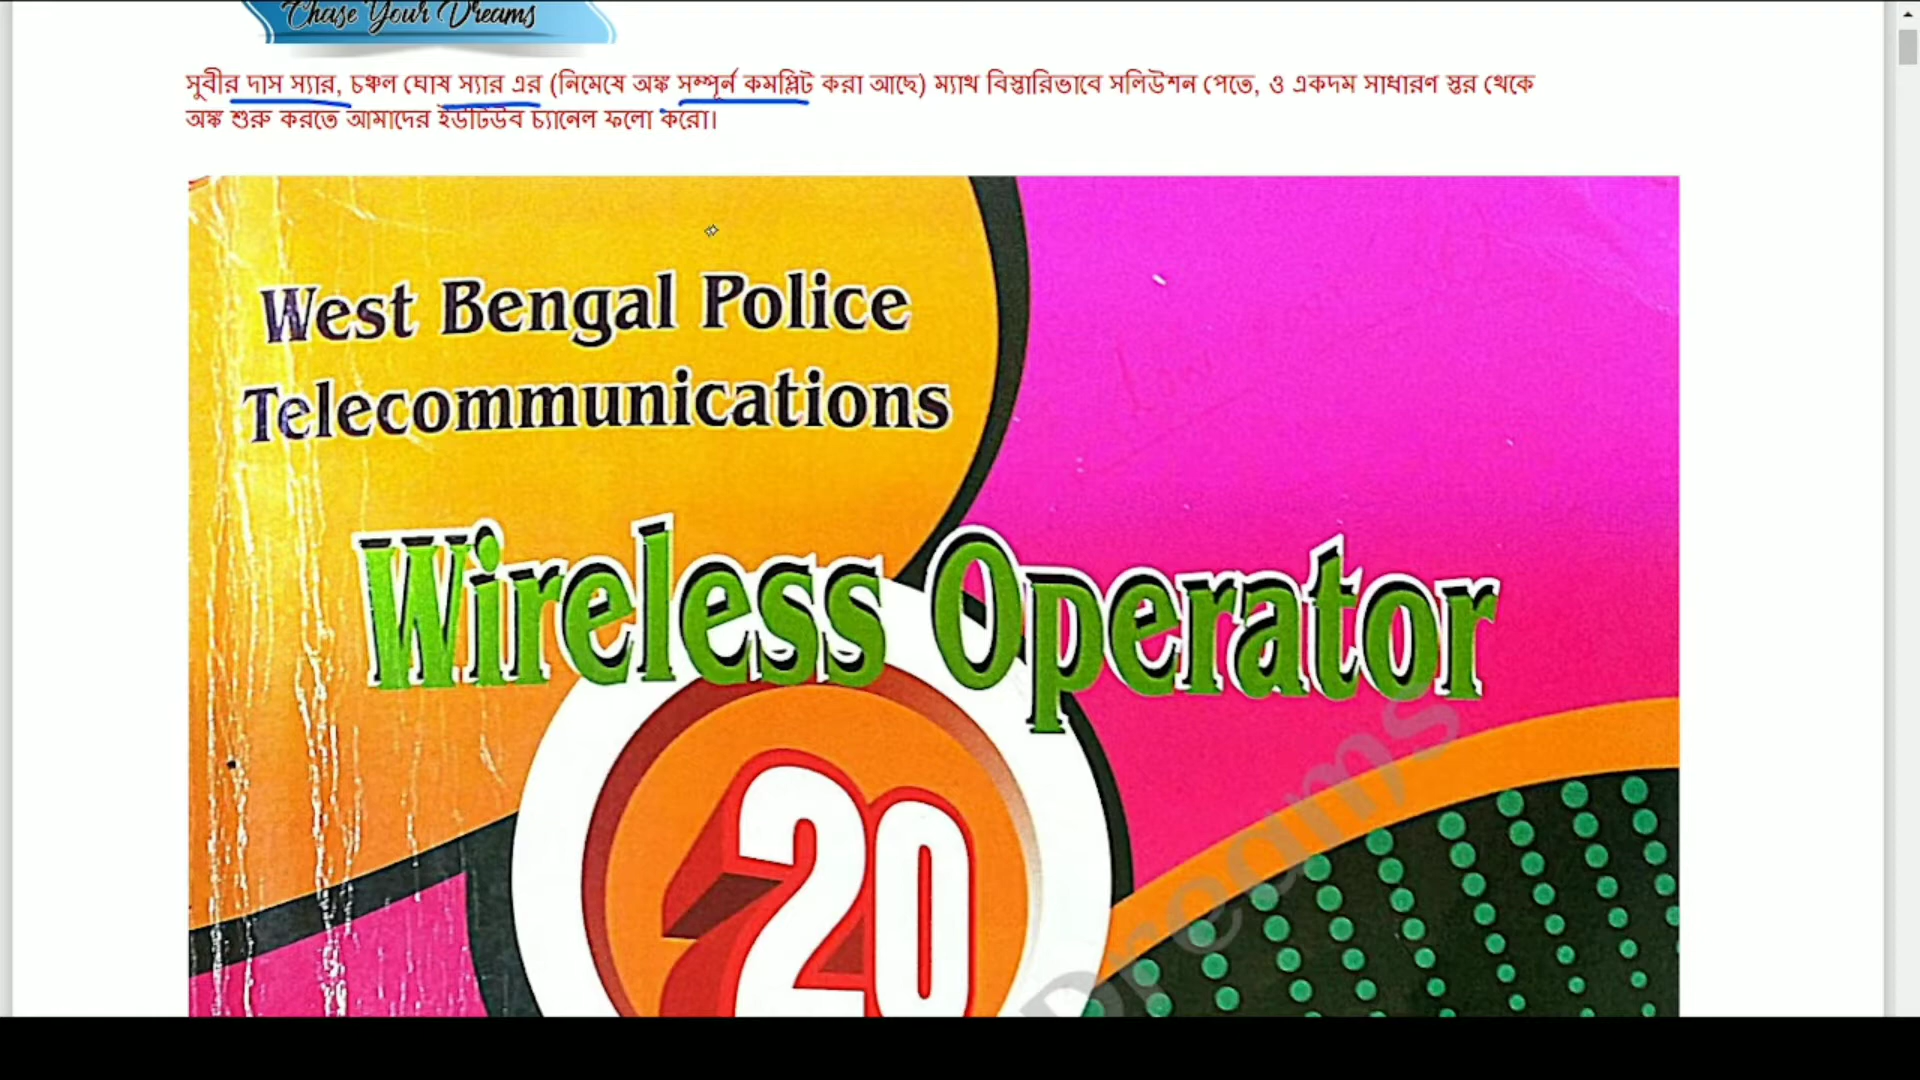 Chase Your Dreams
সুবীর দাস স্যার, চঞ্চল ঘোষ স্যার এর (নিমেষে অঙ্ক সম্পূর্ন কমপ্লিট করা আছে) ম্যাথ বিস্তারিভাবে সলিউশন পেতে, ও একদম সাধারণ স্তর থেকে
অঙ্ক শুরু করতে আমাদের ইউটিউব চ্যানেল ফলো করো।
West Bengal Police
Telecommunications
Wireless Operator
20
Dreams